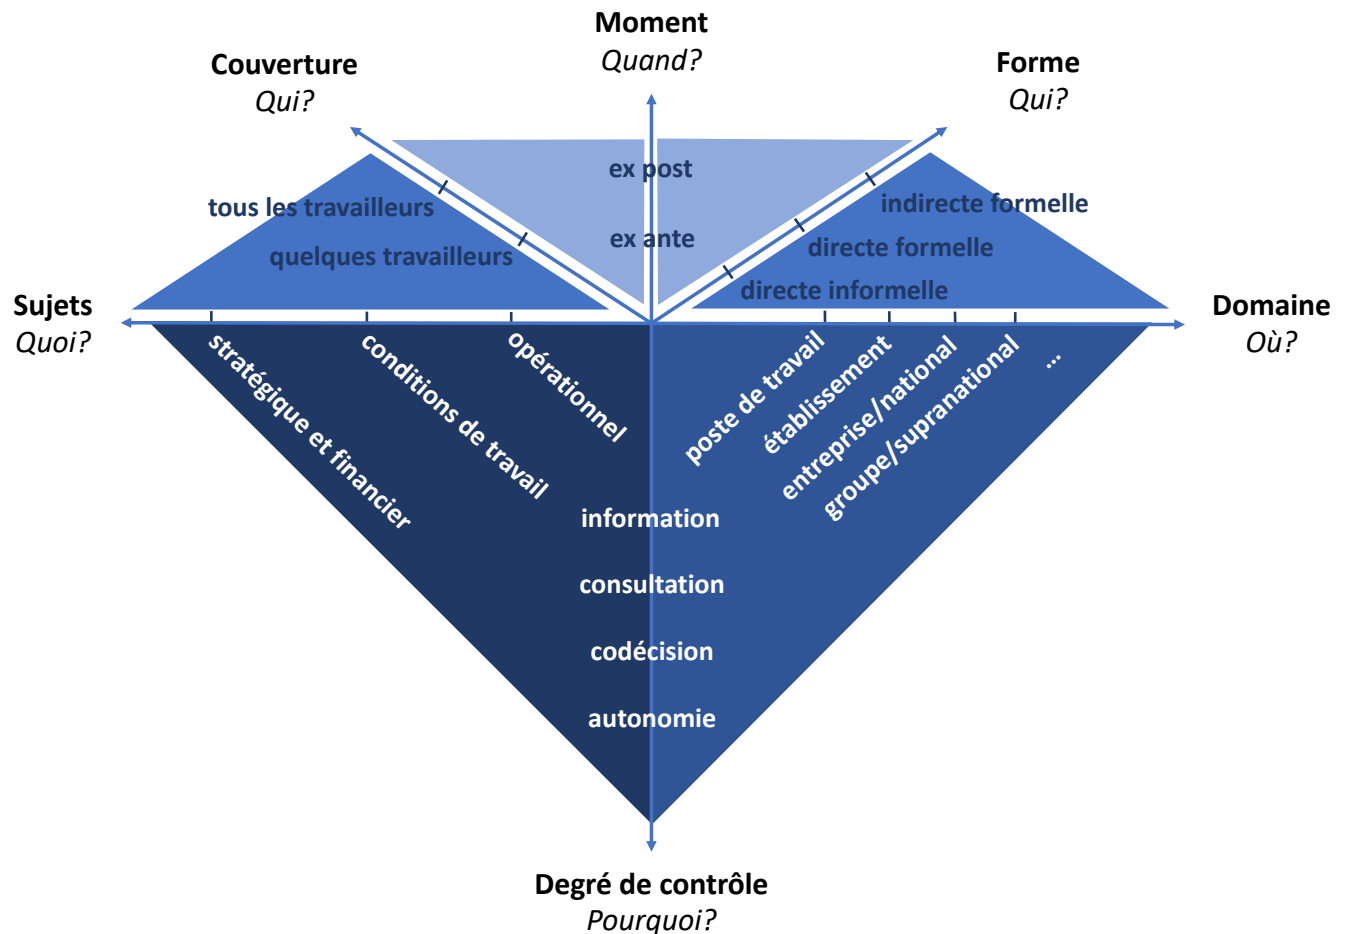 Moment
Quand?
Couverture
Qui?
Forme
Qui?
ex post
ex ante
tous les travailleurs
quelques travailleurs
indirecte formelle
directe formelle
directe informelle
Sujets
Quoi?
Domaine
Où?
stratégique et financier
conditions de travail
opérationnel
poste de travail
établissement
entreprise/national
groupe/supranational
...
information
consultation
codécision
autonomie
Degré de contrôle
Pourquoi?